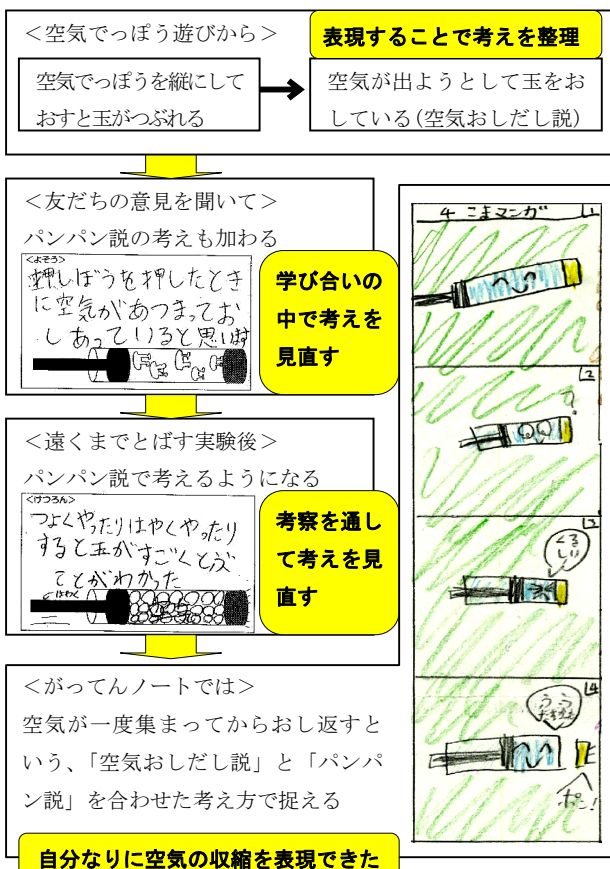 ＜空気でっぽう遊びから＞
表現することで考えを整理
空気でっぽうを縦にして
おすと玉がつぶれる
空気が出ようとして玉をお
している(空気おしだし説)
＜友だちの意見を聞いて＞
パンパン説の考えも加わる
<よそう>
押しぼうを押したとき
に空気があつまってお
しあっていると思います
学び合いの
中で考えを
見直す
＜遠くまでとばす実験後＞
パンパン説で考えるようになる
<けつろん>
つよくやったりはやくやったり
すると玉がすごくとぶ
ことがわかった
考察を通し
て考えを見
直す
＜がってんノートでは＞
空気が一度集まってからおし返すと
いう、「空気おしだし説」と「パンパ
ン説」を合わせた考え方で捉える
自分なりに空気の収縮を表現できた
4こまマンガ
1
2
?
3
くる
しい
4
ポン!